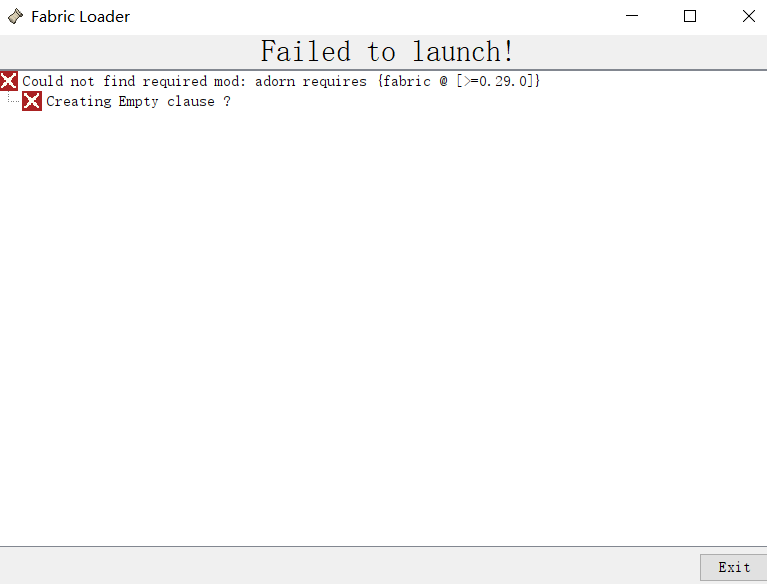 Fabric Loader
Failed to launch!
Could not find required mod: adorn requires {fabric @ [>=0.29.0]}
Creating Empty clause ?
Exit